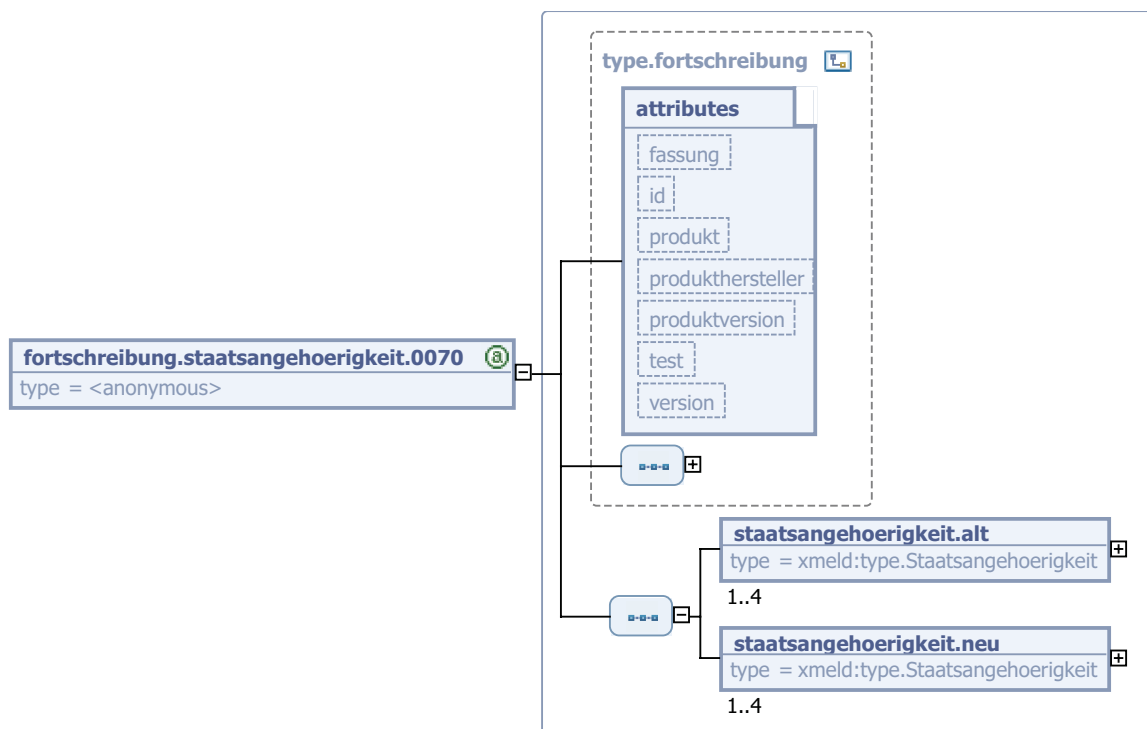 type.fortschreibung
attributes
fassung
id
produkt
produkthersteller
produktversion
test
version
fortschreibung.staatsangehoerigkeit.0070 @
type = <anonymous>
staatsangehoerigkeit.alt
type = xmeld:type.Staatsangehoerigkeit
1..4
staatsangehoerigkeit.neu
type = xmeld:type.Staatsangehoerigkeit
1..4